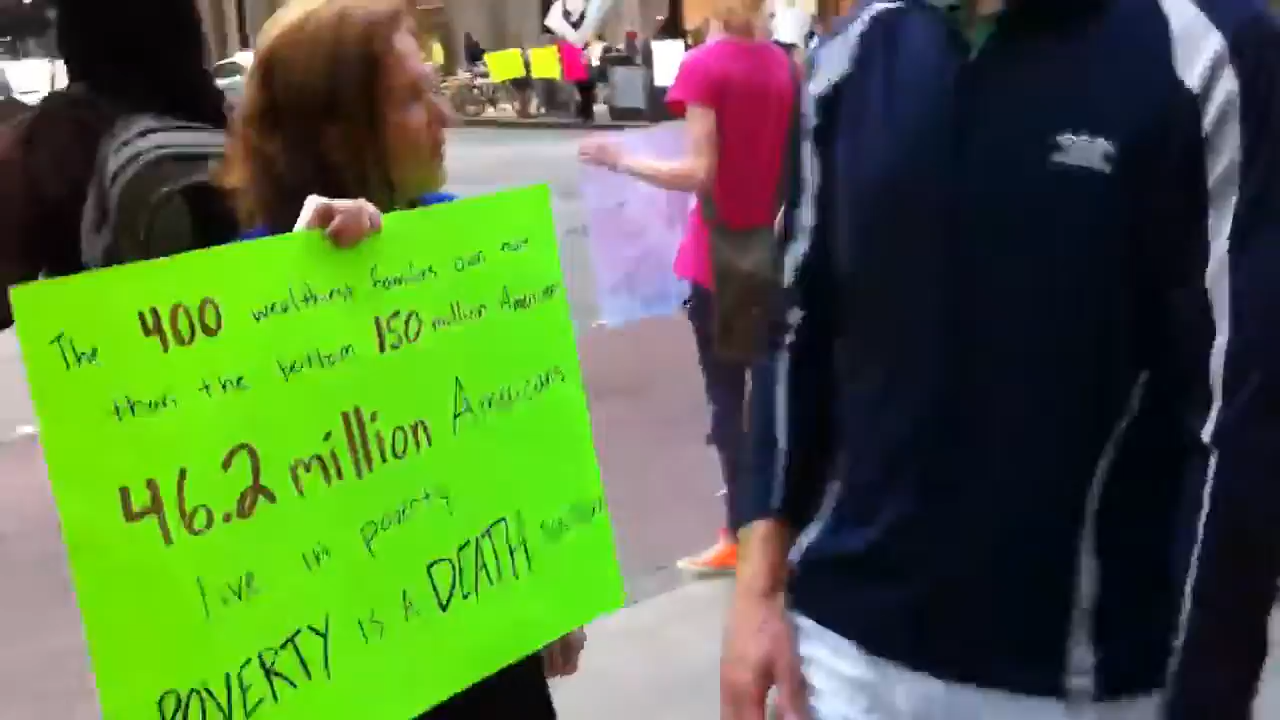 The 400 wealthiest families own more
than the bottom 150 million Americans
46.2 million Americans
live in poverty
POVERTY IS A DEATH